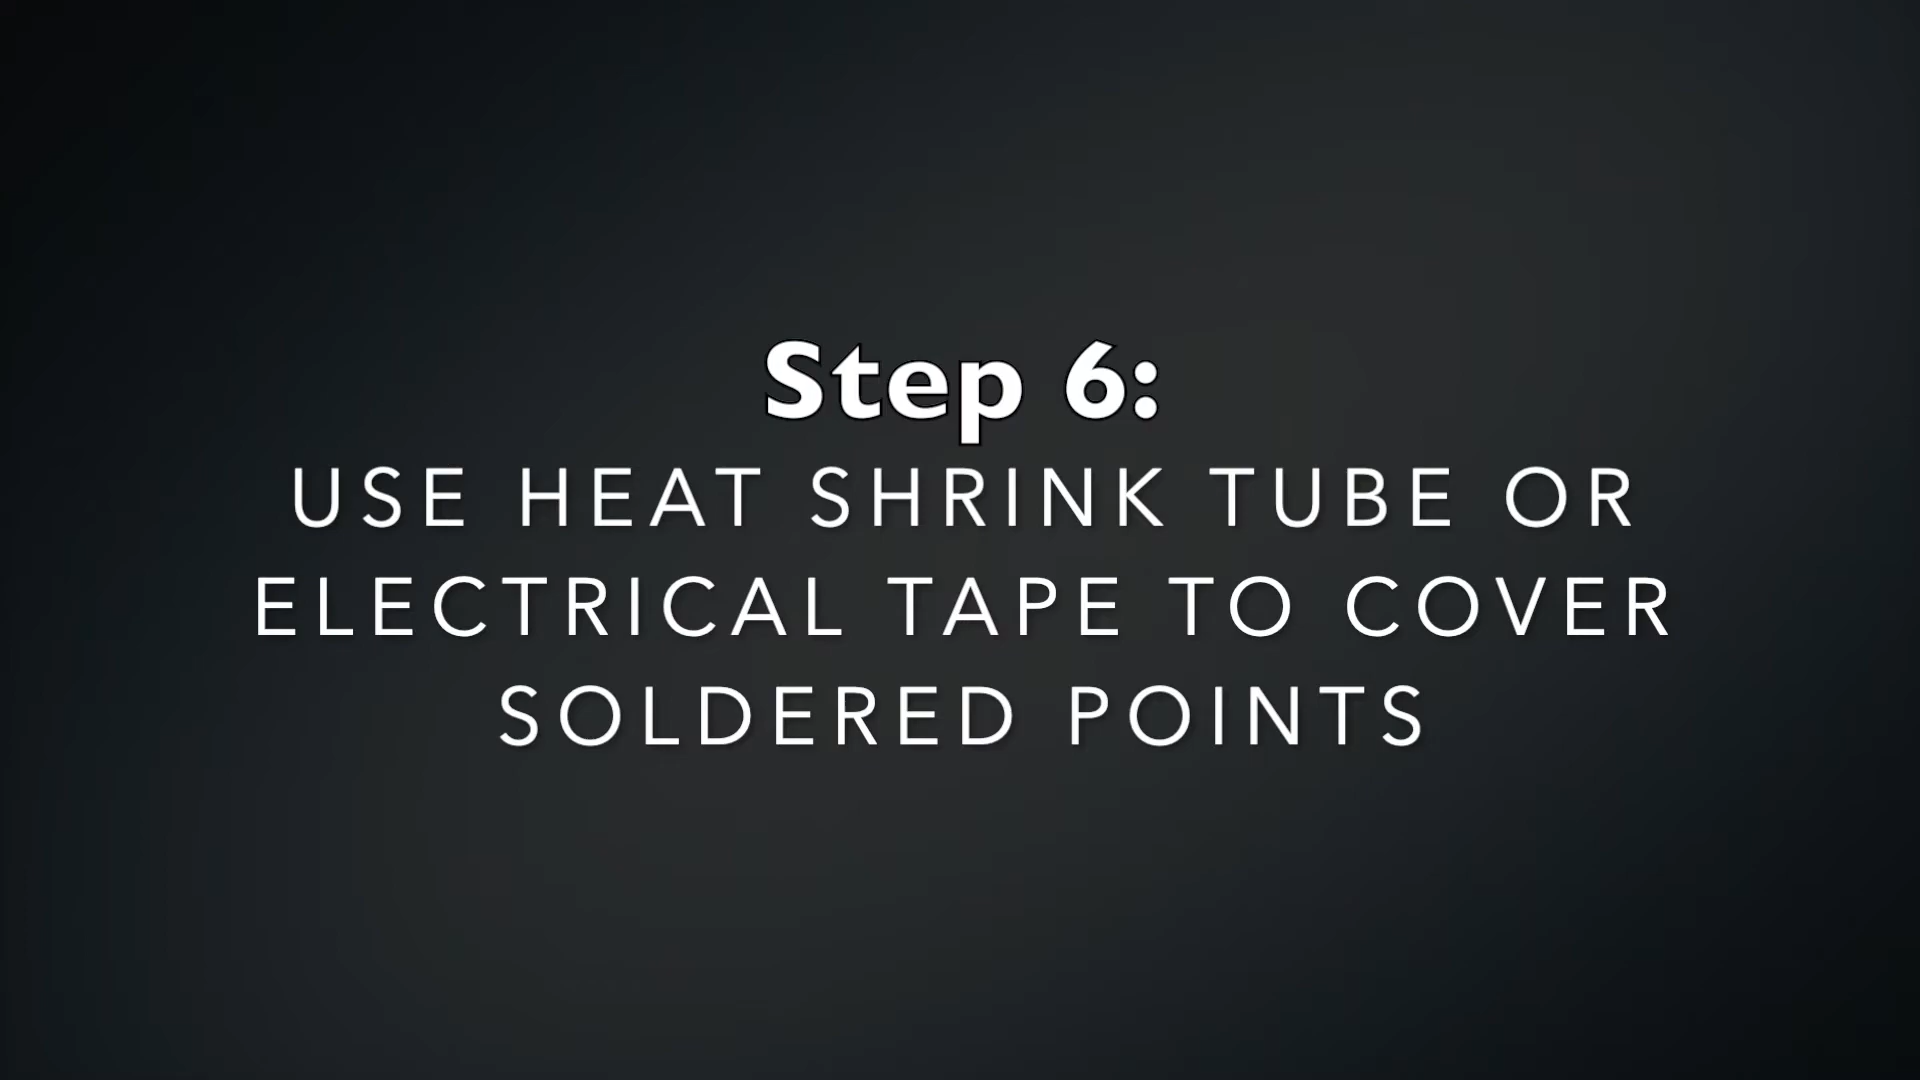 Step 6:
USE HEAT SHRINK TUBE OR
ELECTRICAL TAPE TO COVER
SOLDERED POINTS